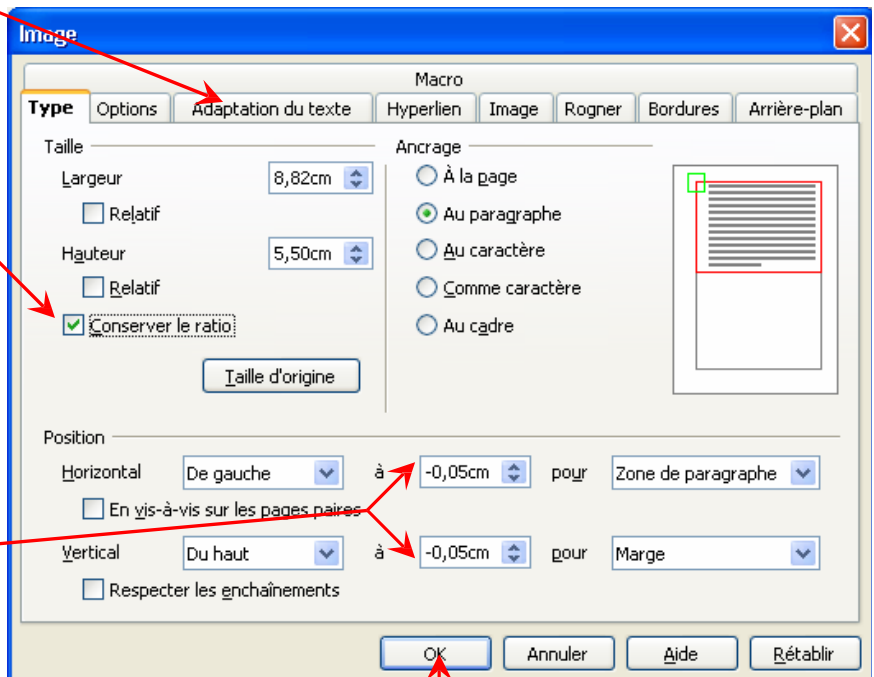 Image
Macro
Type Options Adaptation du texte Hyperlien Image Rogner Bordures Arrière-plan
Taille Ancrage
Largeur 8,82cm À la page
Relatif Au paragraphe
Hauteur 5,50cm Au caractère
Relatif Comme caractère
Conserver le ratio Au cadre
Taille d'origine
Position
Horizontal De gauche à -0,05cm pour Zone de paragraphe
En vis-à-vis sur les pages paires
Vertical Du haut à -0,05cm pour Marge
Respecter les enchaînements
OK Annuler Aide Rétablir